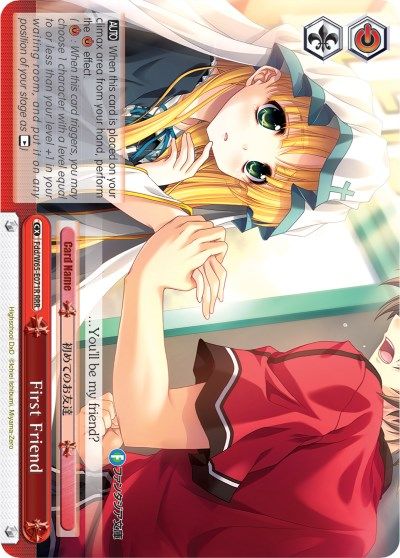 [AUTO] When this card is placed on your
climax area from your hand, perform
the effect.
( : When this card triggers, you may
choose 1 character with a level equal
to or less than your level +1 in your
waiting room, and put it on any
position of your stage as )
...You'll be my friend?
F ファンタジア文庫
CX
Fdd/W65-E071R RRR
Card Name
初めてのお友達
First Friend
Highschool DxD ©Ichiei Ishibumi, Miyama-Zero